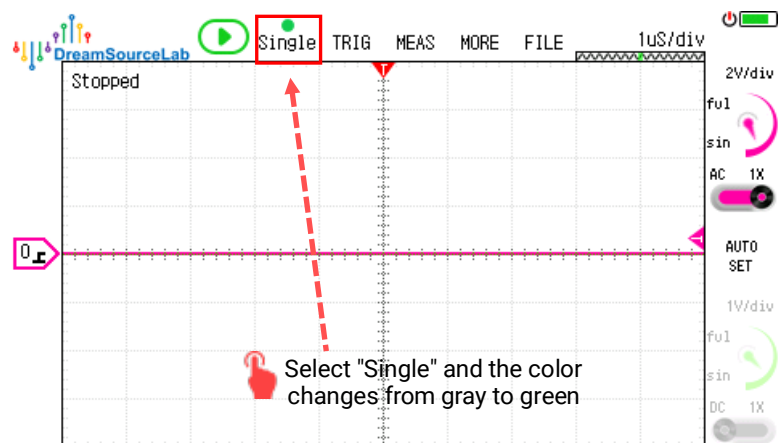 DreamSourceLab
Single TRIG MEAS MORE FILE 1uS/div
T
Stopped
2V/div
ful
sin
AC 1X
0
T
AUTO
SET
1V/div
ful
sin
DC 1X
Select "Single" and the color
changes from gray to green